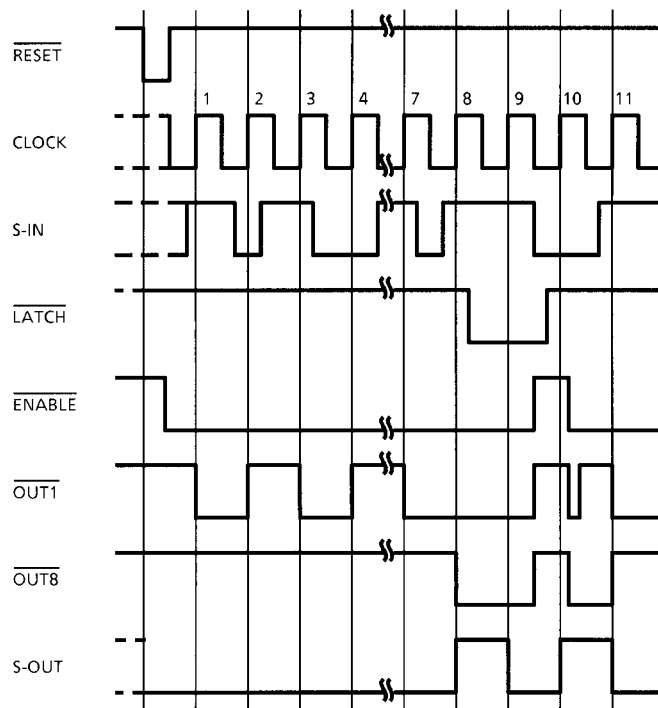 RESET
1 2 3 4 7 8 9 10 11
CLOCK
S-IN
LATCH
ENABLE
OUT1
OUT8
S-OUT